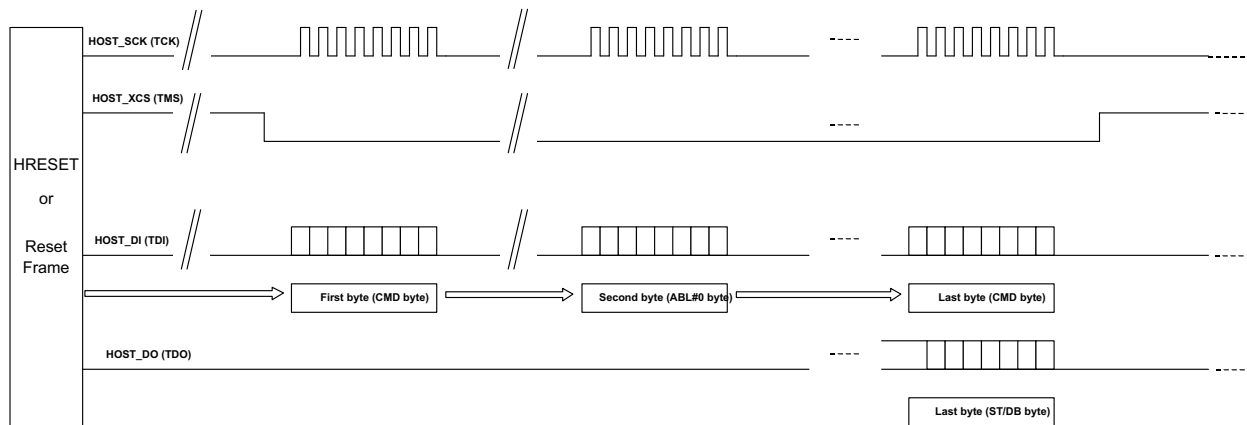 HOST_SCK (TCK)
HOST_XCS (TMS)
HRESET
or
Reset
Frame
HOST_DI (TDI)
First byte (CMD byte)
Second byte (ABL#0 byte)
Last byte (CMD byte)
HOST_DO (TDO)
Last byte (ST/DB byte)